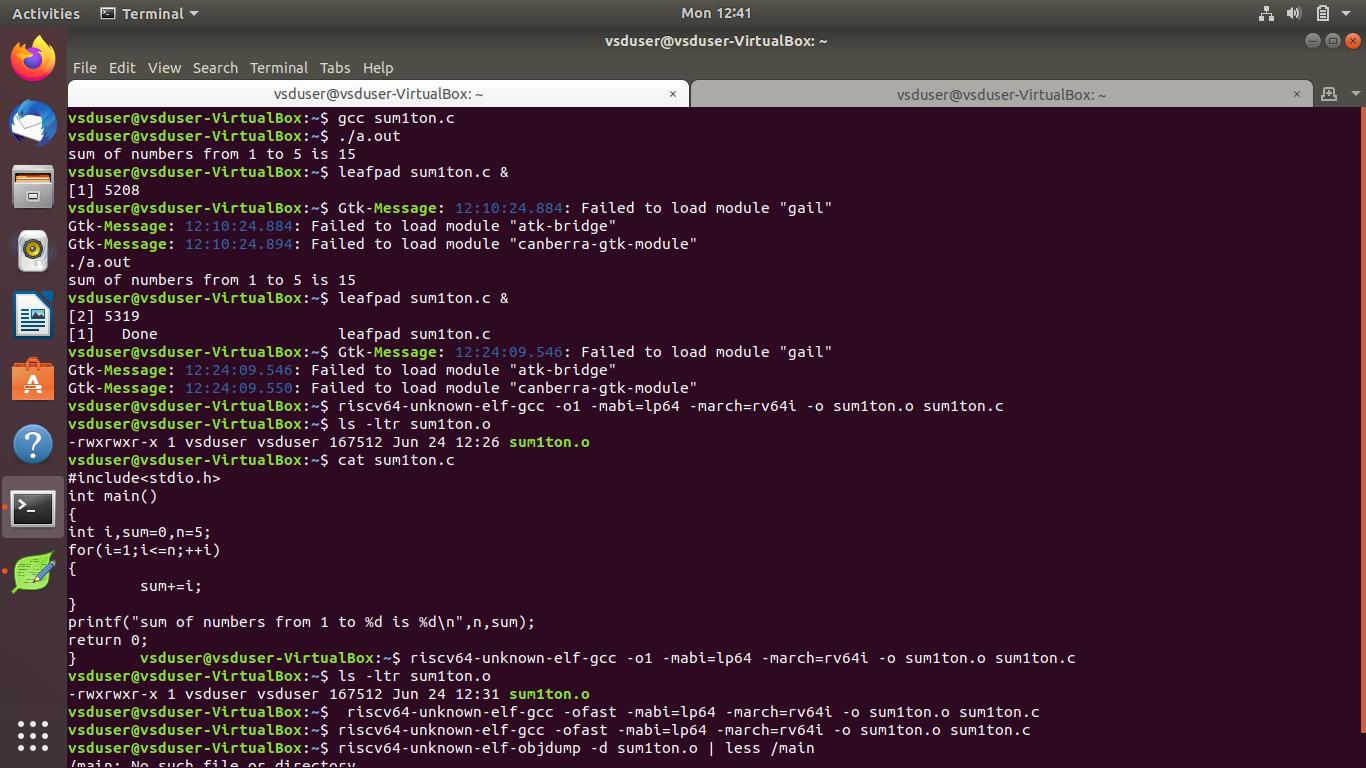 Activities Terminal Mon 12:41
vsduser@vsduser-VirtualBox: ~
File Edit View Search Terminal Tabs Help
vsduser@vsduser-VirtualBox: ~ × vsduser@vsduser-VirtualBox: ~ ×
vsduser@vsduser-VirtualBox:~$ gcc sum1ton.c
vsduser@vsduser-VirtualBox:~$ ./a.out
sum of numbers from 1 to 5 is 15
vsduser@vsduser-VirtualBox:~$ leafpad sum1ton.c &
[1] 5208
vsduser@vsduser-VirtualBox:~$ Gtk-Message: 12:10:24.884: Failed to load module "gail"
Gtk-Message: 12:10:24.884: Failed to load module "atk-bridge"
Gtk-Message: 12:10:24.894: Failed to load module "canberra-gtk-module"
./a.out
sum of numbers from 1 to 5 is 15
vsduser@vsduser-VirtualBox:~$ leafpad sum1ton.c &
[2] 5319
[1]   Done                    leafpad sum1ton.c
vsduser@vsduser-VirtualBox:~$ Gtk-Message: 12:24:09.546: Failed to load module "gail"
Gtk-Message: 12:24:09.546: Failed to load module "atk-bridge"
Gtk-Message: 12:24:09.550: Failed to load module "canberra-gtk-module"
vsduser@vsduser-VirtualBox:~$ riscv64-unknown-elf-gcc -o1 -mabi=lp64 -march=rv64i -o sum1ton.o sum1ton.c
vsduser@vsduser-VirtualBox:~$ ls -ltr sum1ton.o
-rwxrwxr-x 1 vsduser vsduser 167512 Jun 24 12:26 sum1ton.o
vsduser@vsduser-VirtualBox:~$ cat sum1ton.c
#include<stdio.h>
int main()
{
int i,sum=0,n=5;
for(i=1;i<=n;++i)
{
        sum+=i;
}
printf("sum of numbers from 1 to %d is %d\n",n,sum);
return 0;
}       vsduser@vsduser-VirtualBox:~$ riscv64-unknown-elf-gcc -o1 -mabi=lp64 -march=rv64i -o sum1ton.o sum1ton.c
vsduser@vsduser-VirtualBox:~$ ls -ltr sum1ton.o
-rwxrwxr-x 1 vsduser vsduser 167512 Jun 24 12:31 sum1ton.o
vsduser@vsduser-VirtualBox:~$  riscv64-unknown-elf-gcc -ofast -mabi=lp64 -march=rv64i -o sum1ton.o sum1ton.c
vsduser@vsduser-VirtualBox:~$ riscv64-unknown-elf-gcc -ofast -mabi=lp64 -march=rv64i -o sum1ton.o sum1ton.c
vsduser@vsduser-VirtualBox:~$ riscv64-unknown-elf-objdump -d sum1ton.o | less /main
/main: No such file or directory